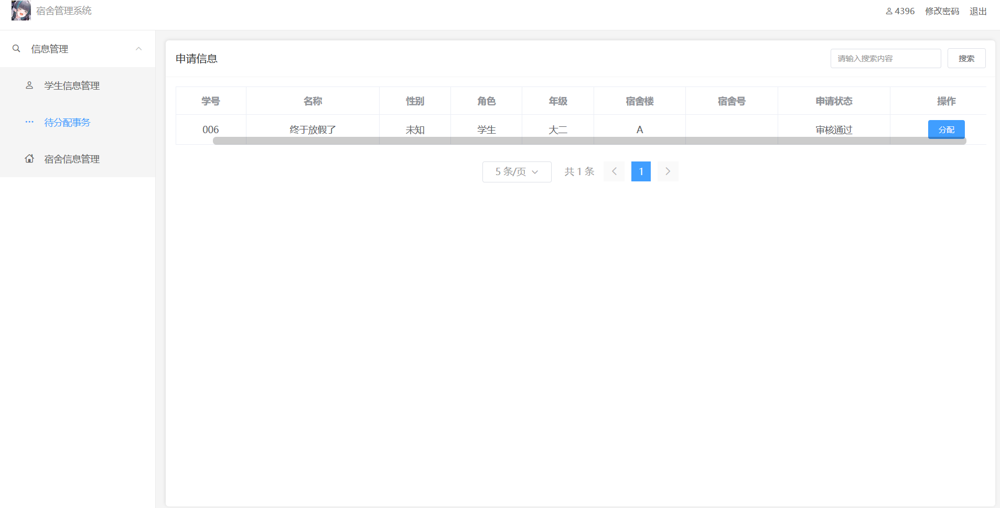 宿舍管理系统
4396 修改密码 退出
信息管理
学生信息管理
待分配事务
宿舍信息管理
申请信息
请输入搜索内容 搜索
学号 名称 性别 角色 年级 宿舍楼 宿舍号 申请状态 操作
006 终于放假了 未知 学生 大二 A 审核通过 分配
5 条/页 共 1 条 1